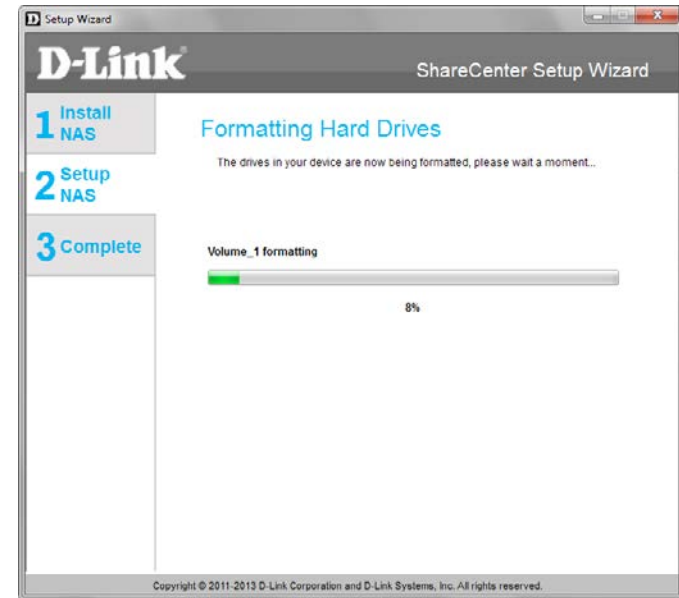 Setup Wizard
D-Link
ShareCenter Setup Wizard
1 Install
NAS
2 Setup
NAS
3 Complete
Formatting Hard Drives
The drives in your device are now being formatted, please wait a moment...
Volume_1 formatting
8%
Copyright © 2011-2013 D-Link Corporation and D-Link Systems, Inc. All rights reserved.